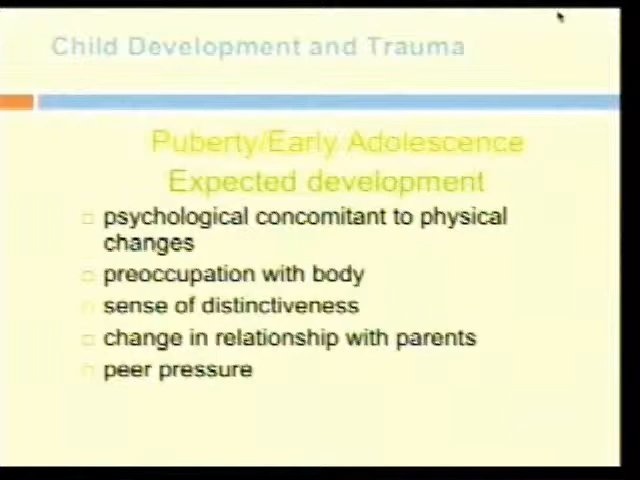 Child Development and Trauma
Puberty/Early Adolescence
Expected development
psychological concomitant to physical
changes
preoccupation with body
sense of distinctiveness
change in relationship with parents
peer pressure